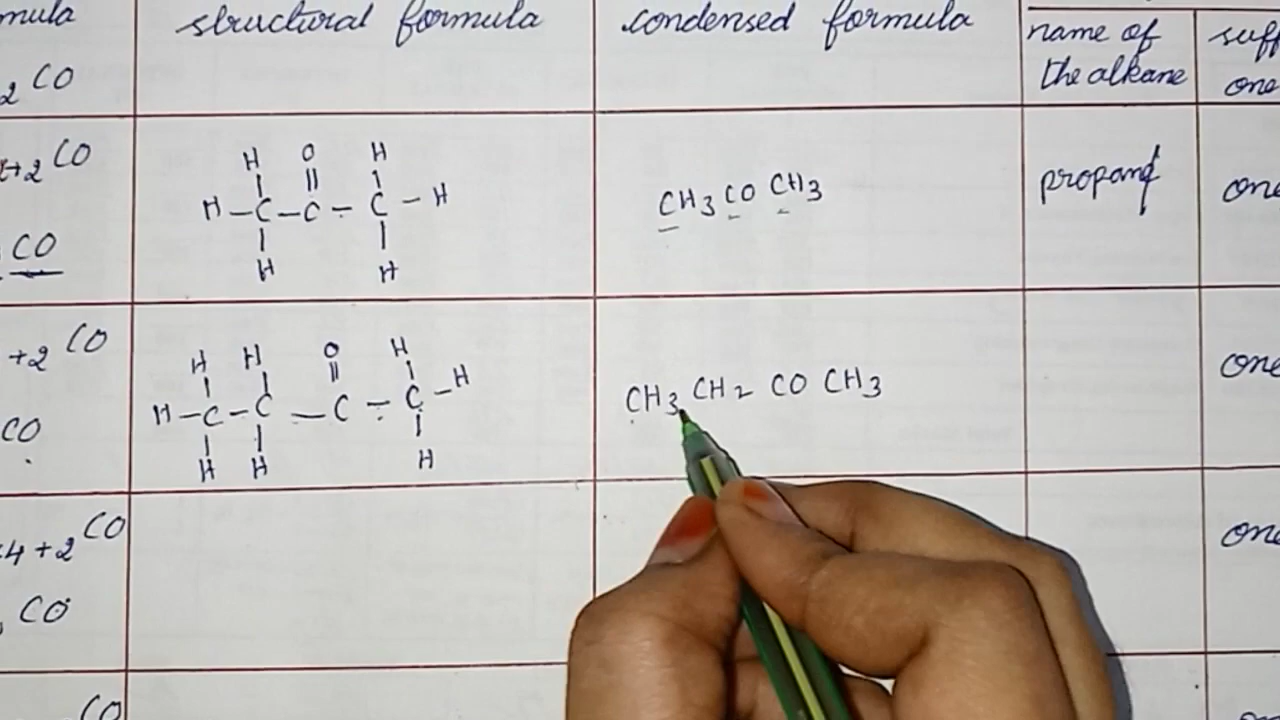 mula
structural formula
condensed formula
name of
the alkane
suff
one
2 CO
+2 CO
CO
H O H
|| 
H-C-C-C-H
H H
CH3 CO CH3
propane
one
+2 CO
CO
H H O H
||
H-C-C-C-C-H
H H H
CH3 CH2 CO CH3
one
4+2 CO
CO
one
CO